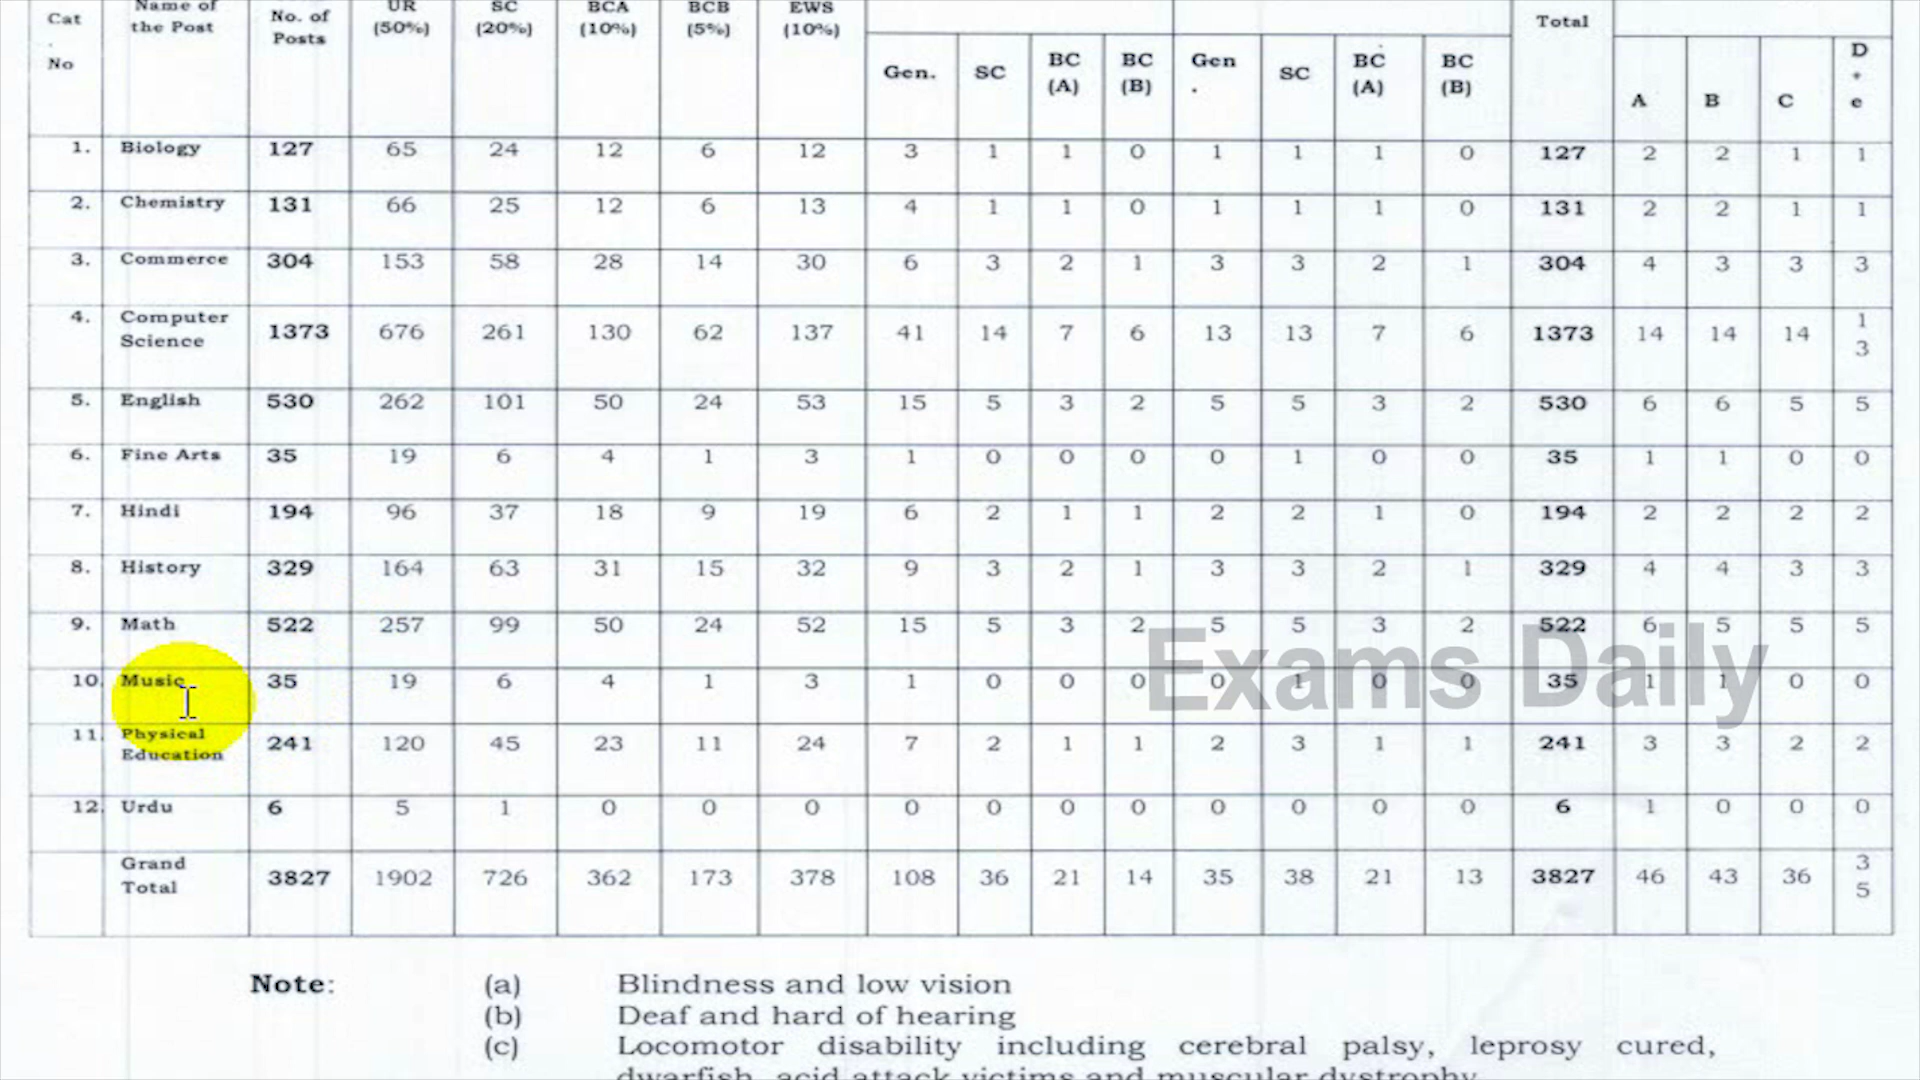 Cat . No Name of the Post No. of Posts UR (50%) SC (20%) BCA (10%) BCB (5%) EWS (10%) Total
Gen. SC BC (A) BC (B) Gen . SC BC (A) BC (B) A B C D + e
1. Biology 127 65 24 12 6 12 3 1 1 0 1 1 1 0 127 2 2 1 1
2. Chemistry 131 66 25 12 6 13 4 1 1 0 1 1 1 0 131 2 2 1 1
3. Commerce 304 153 58 28 14 30 6 3 2 1 3 3 2 1 304 4 3 3 3
4. Computer Science 1373 676 261 130 62 137 41 14 7 6 13 13 7 6 1373 14 14 14 13
5. English 530 262 101 50 24 53 15 5 3 2 5 5 3 2 530 6 6 5 5
6. Fine Arts 35 19 6 4 1 3 1 0 0 0 0 1 0 0 35 1 1 0 0
7. Hindi 194 96 37 18 9 19 6 2 1 1 2 2 1 0 194 2 2 2 2
8. History 329 164 63 31 15 32 9 3 2 1 3 3 2 1 329 4 4 3 3
9. Math 522 257 99 50 24 52 15 5 3 2 5 5 3 2 522 6 5 5 5
10. Music 35 19 6 4 1 3 1 0 0 0 0 1 0 0 35 1 1 0 0
11. Physical Education 241 120 45 23 11 24 7 2 1 1 2 3 1 1 241 3 3 2 2
12. Urdu 6 5 1 0 0 0 0 0 0 0 0 0 0 0 6 1 0 0 0
Grand Total 3827 1902 726 362 173 378 108 36 21 14 35 38 21 13 3827 46 43 36 35
Exams Daily
Note: (a) Blindness and low vision
(b) Deaf and hard of hearing
(c) Locomotor disability including cerebral palsy, leprosy cured,
dwarfish, acid attack victims and muscular dystrophy